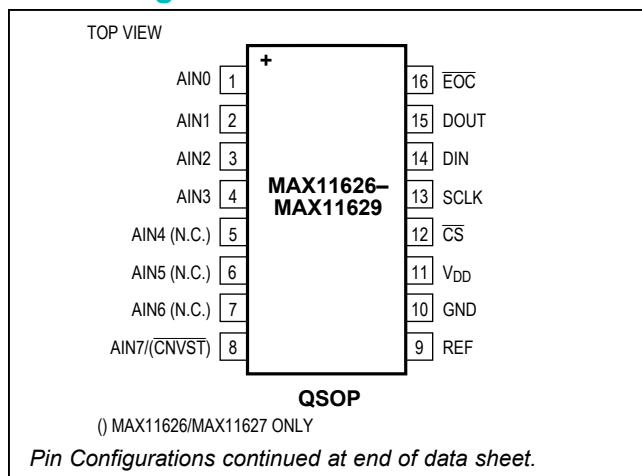 TOP VIEW
+
AIN0 1
AIN1 2
AIN2 3
AIN3 4
AIN4 (N.C.) 5
AIN5 (N.C.) 6
AIN6 (N.C.) 7
AIN7/(CNVST) 8
MAX11626–
MAX11629
16 EOC
15 DOUT
14 DIN
13 SCLK
12 CS
11 VDD
10 GND
9 REF
QSOP
() MAX11626/MAX11627 ONLY
Pin Configurations continued at end of data sheet.